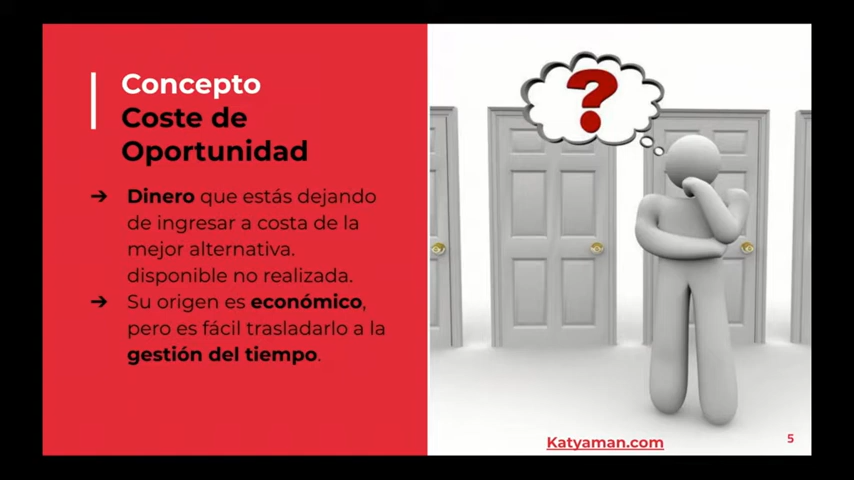 Concepto
Coste de
Oportunidad
➔ Dinero que estás dejando
de ingresar a costa de la
mejor alternativa.
disponible no realizada.
➔ Su origen es económico,
pero es fácil trasladarlo a la
gestión del tiempo.
?
Katyaman.com
5